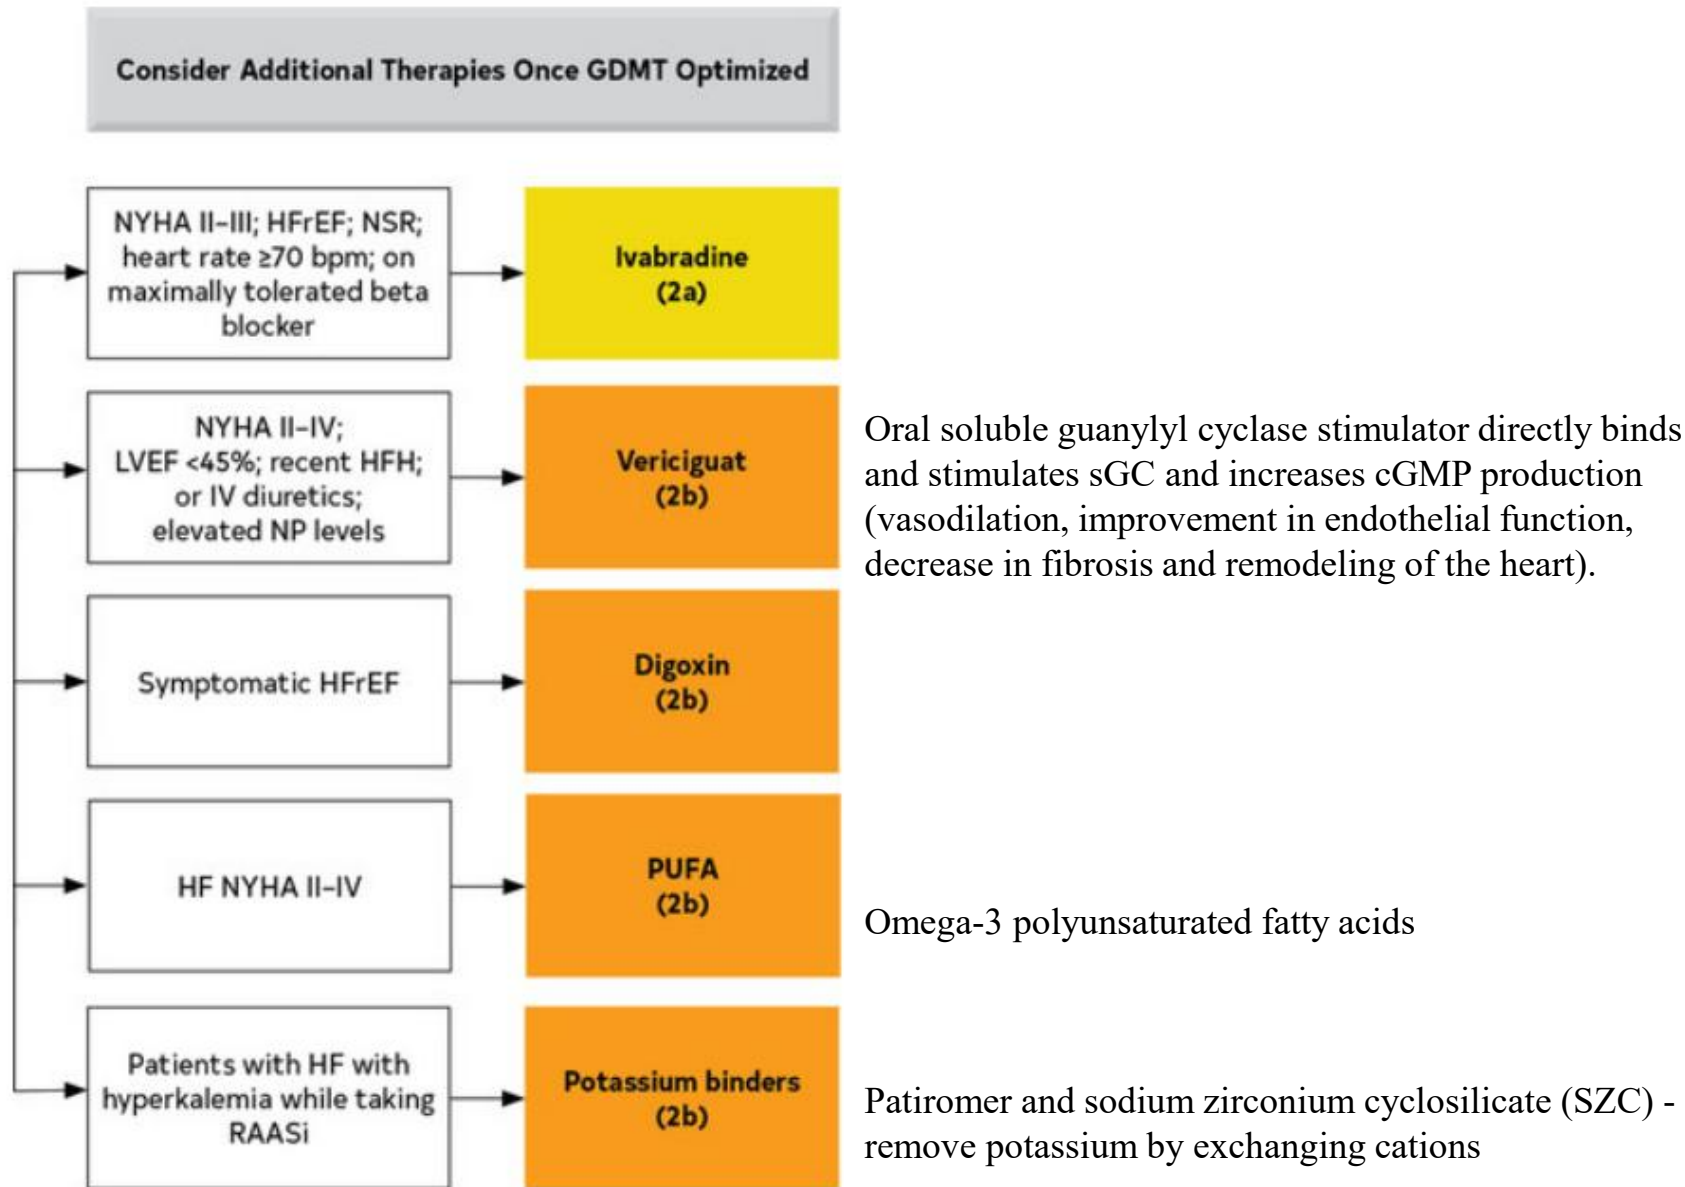 Consider Additional Therapies Once GDMT Optimized
NYHA II–III; HFrEF; NSR;
heart rate ≥70 bpm; on
maximally tolerated beta
blocker
Ivabradine
(2a)
NYHA II–IV;
LVEF <45%; recent HFH;
or IV diuretics;
elevated NP levels
Vericiguat
(2b)
Oral soluble guanylyl cyclase stimulator directly binds
and stimulates sGC and increases cGMP production
(vasodilation, improvement in endothelial function,
decrease in fibrosis and remodeling of the heart).
Symptomatic HFrEF
Digoxin
(2b)
HF NYHA II–IV
PUFA
(2b)
Omega-3 polyunsaturated fatty acids
Patients with HF with
hyperkalemia while taking
RAASi
Potassium binders
(2b)
Patiromer and sodium zirconium cyclosilicate (SZC) -
remove potassium by exchanging cations